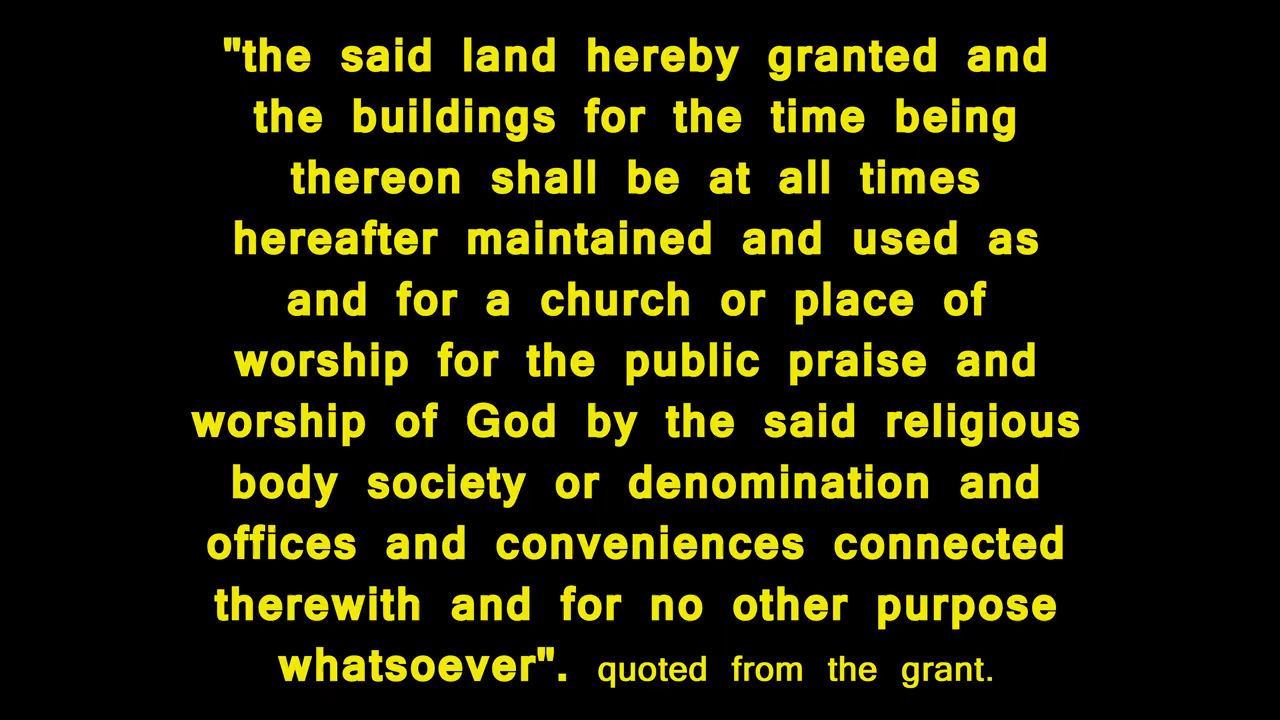 "the said land hereby granted and
the buildings for the time being
thereon shall be at all times
hereafter maintained and used as
and for a church or place of
worship for the public praise and
worship of God by the said religious
body society or denomination and
offices and conveniences connected
therewith and for no other purpose
whatsoever". quoted from the grant.